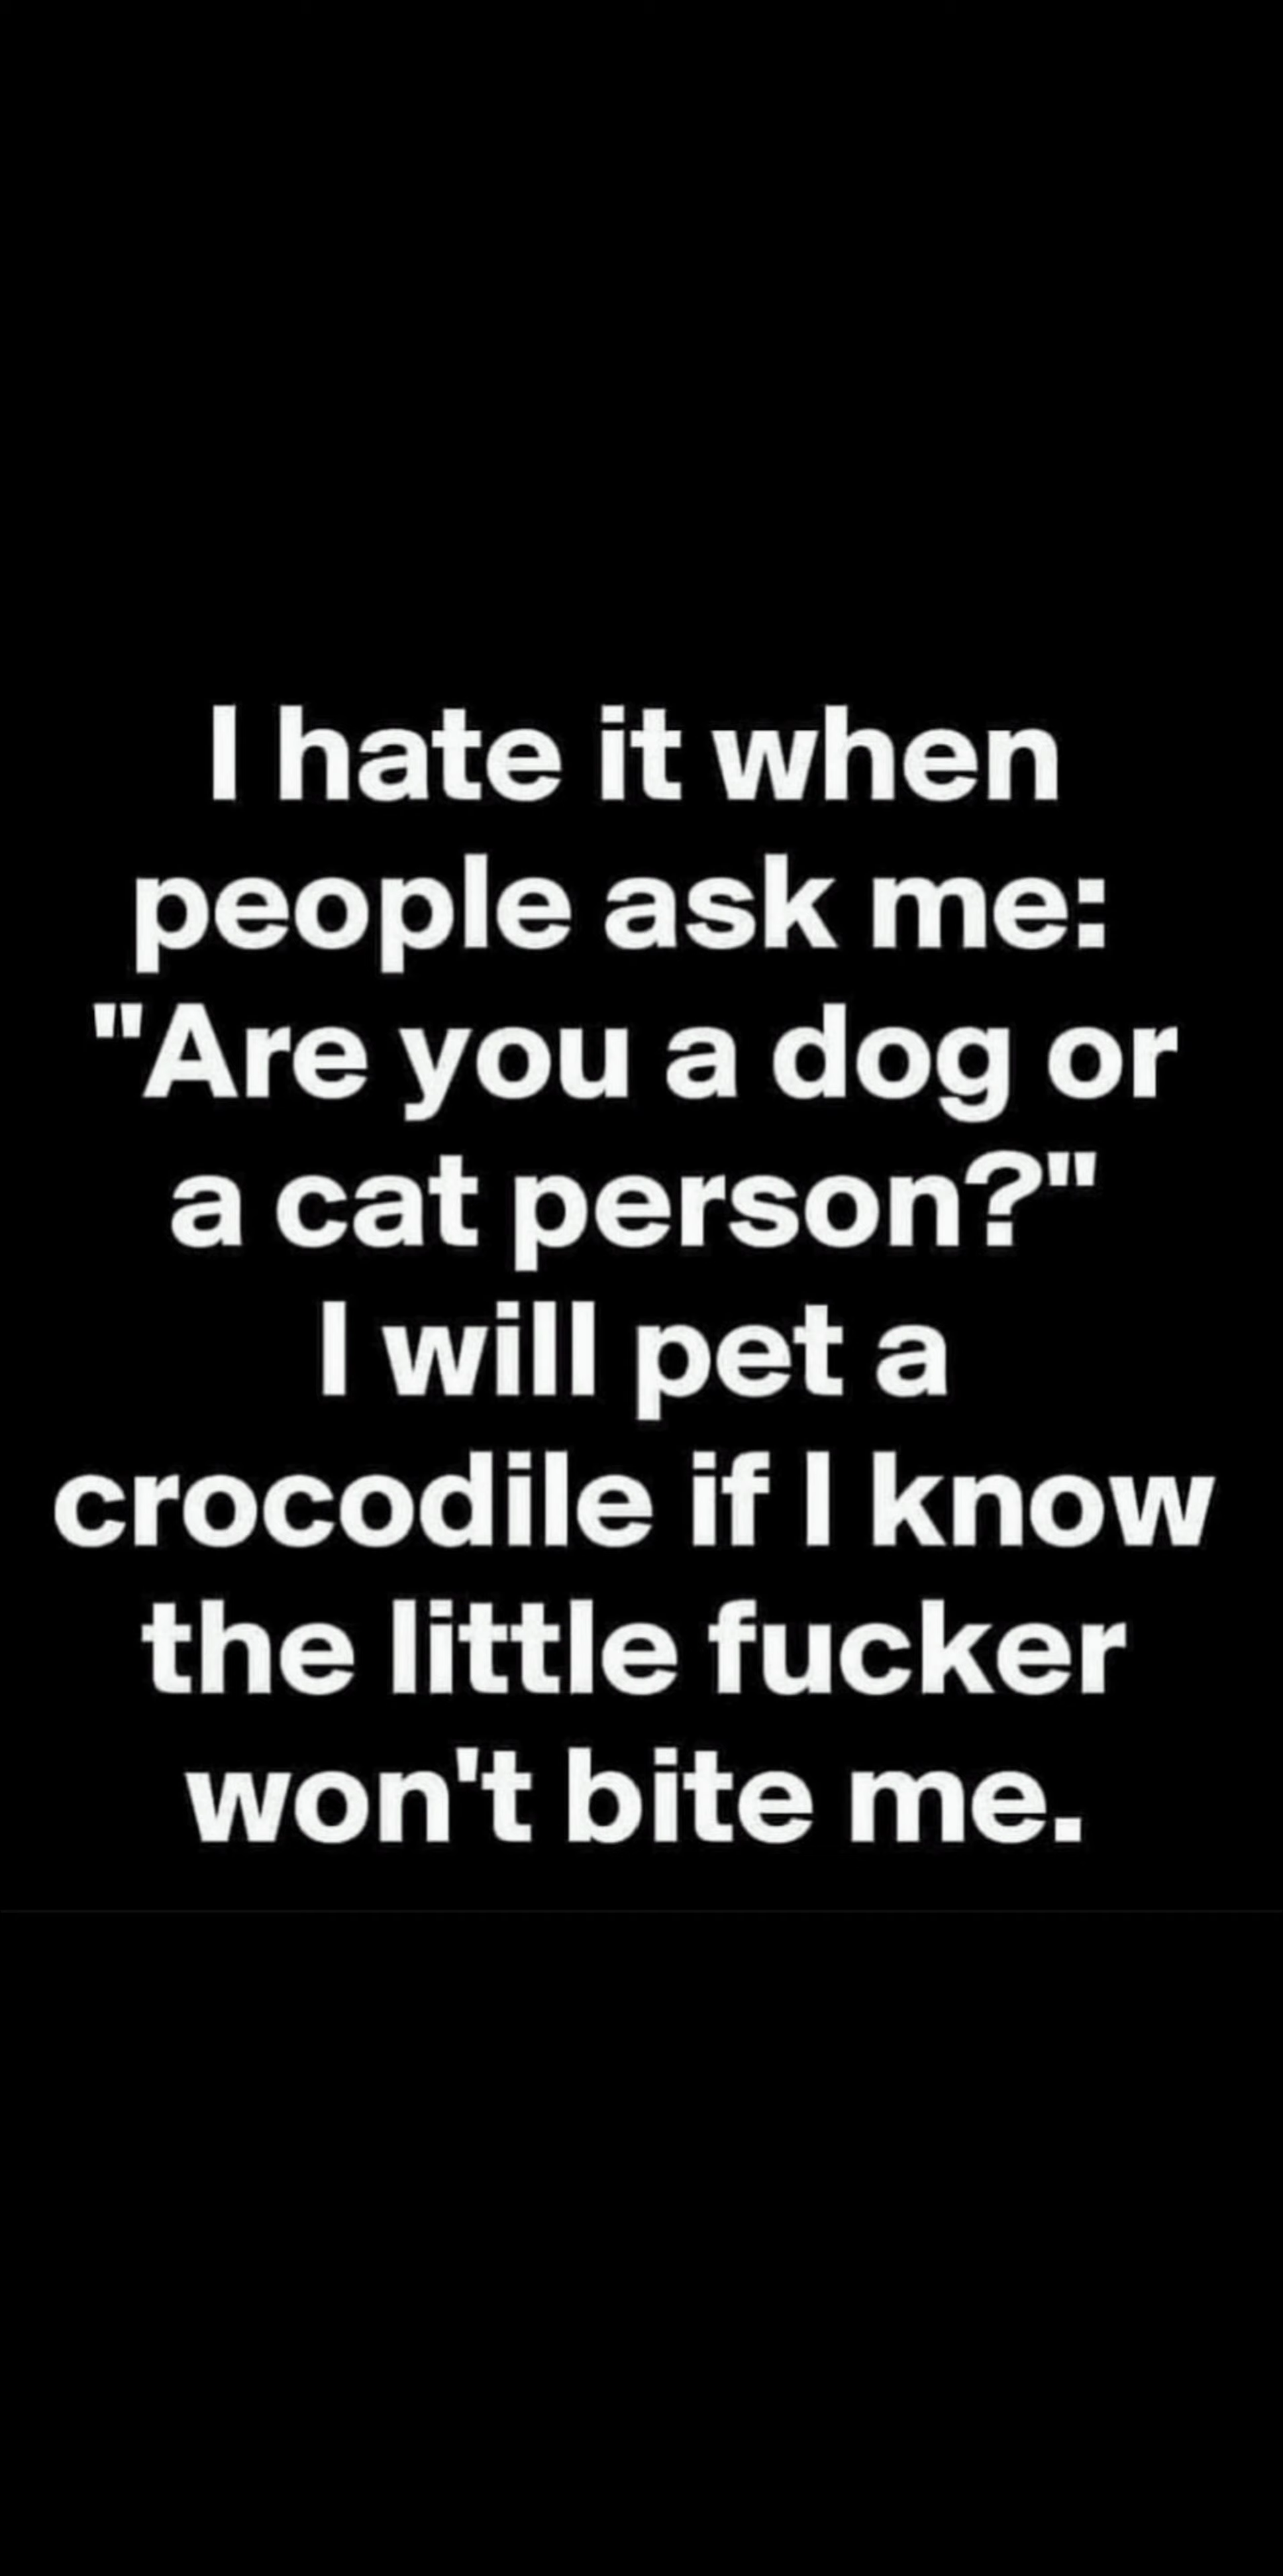 I hate it when
people ask me:
"Are you a dog or
a cat person?"
I will pet a
crocodile if I know
the little fucker
won't bite me.